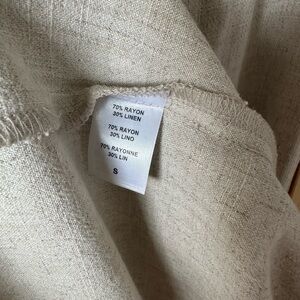 70% RAYON
30% LINEN
70% RAYON
30% LINO
70% RAYONNE
30% LIN
S